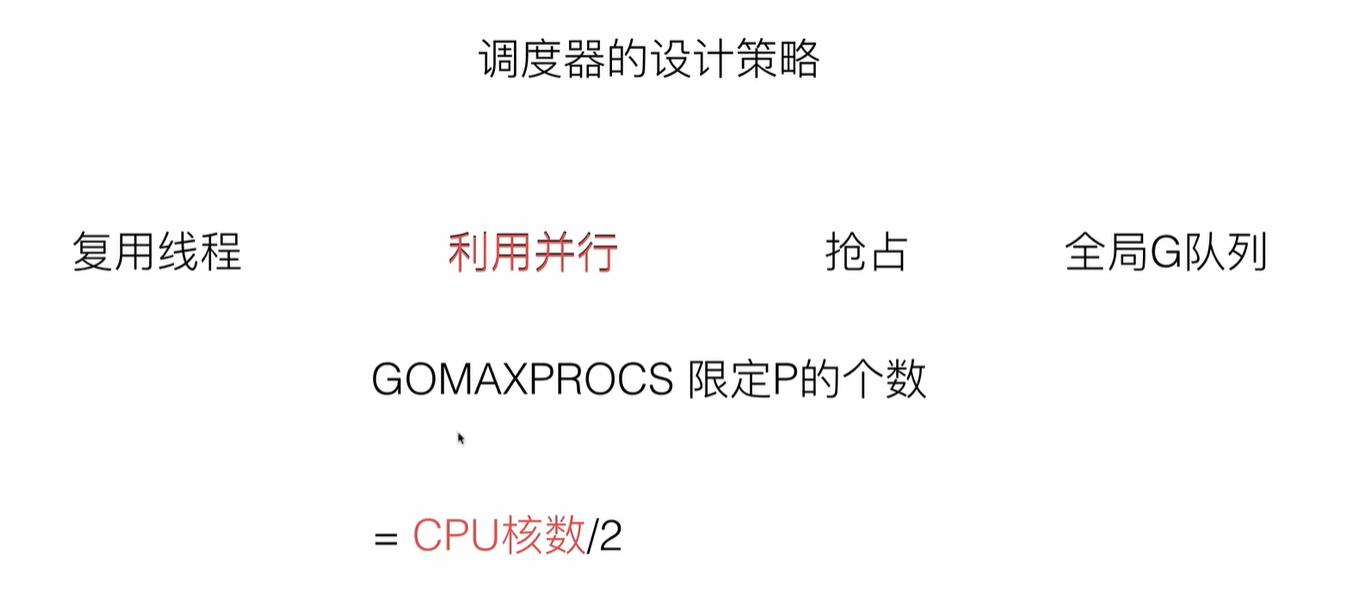 调度器的设计策略
复用线程 利用并行 抢占 全局G队列
GOMAXPROCS 限定P的个数
= CPU核数/2